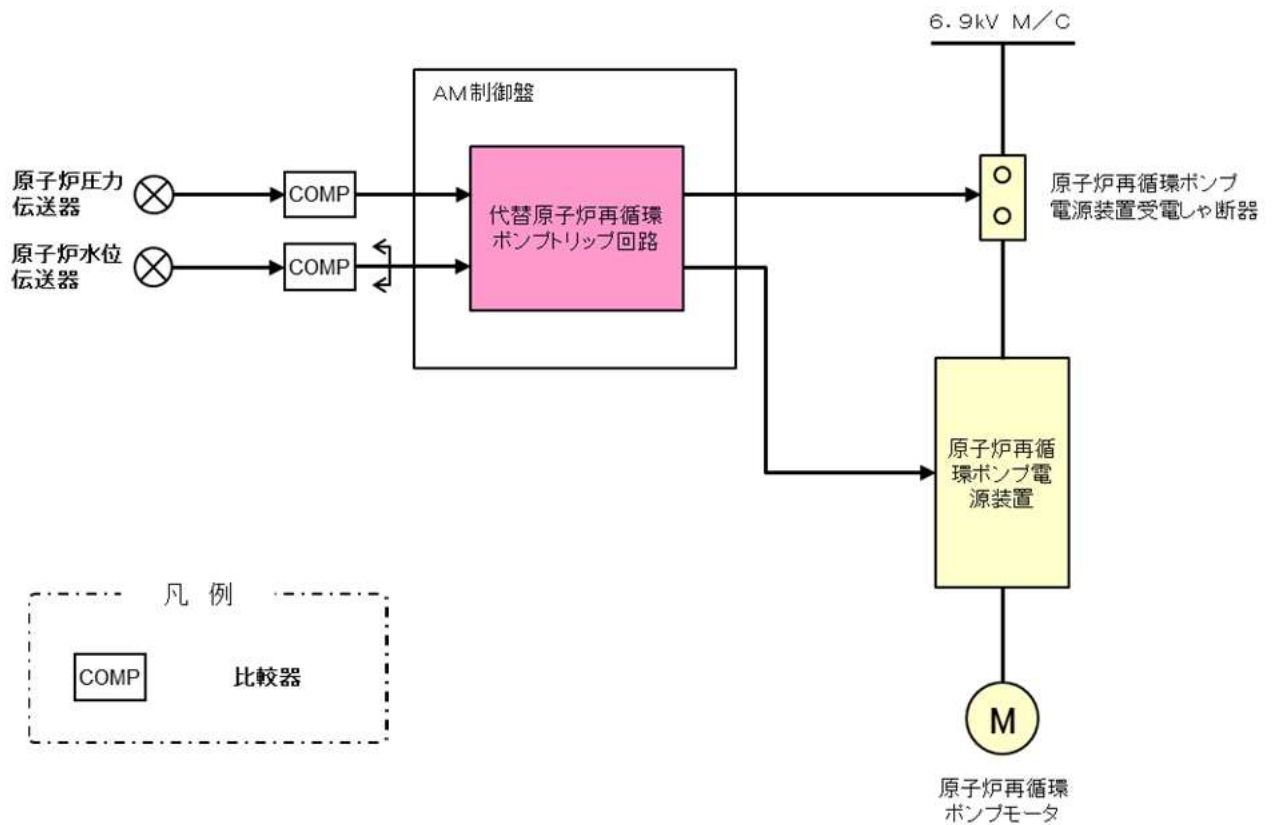 6.9kV M/C
AM制御盤
原子炉圧力
伝送器
COMP
代替原子炉再循環
ポンプトリップ回路
原子炉再循環ポンプ
電源装置受電しゃ断器
原子炉水位
伝送器
COMP
原子炉再循
環ポンプ電
源装置
凡 例
COMP
比較器
M
原子炉再循環
ポンプモータ